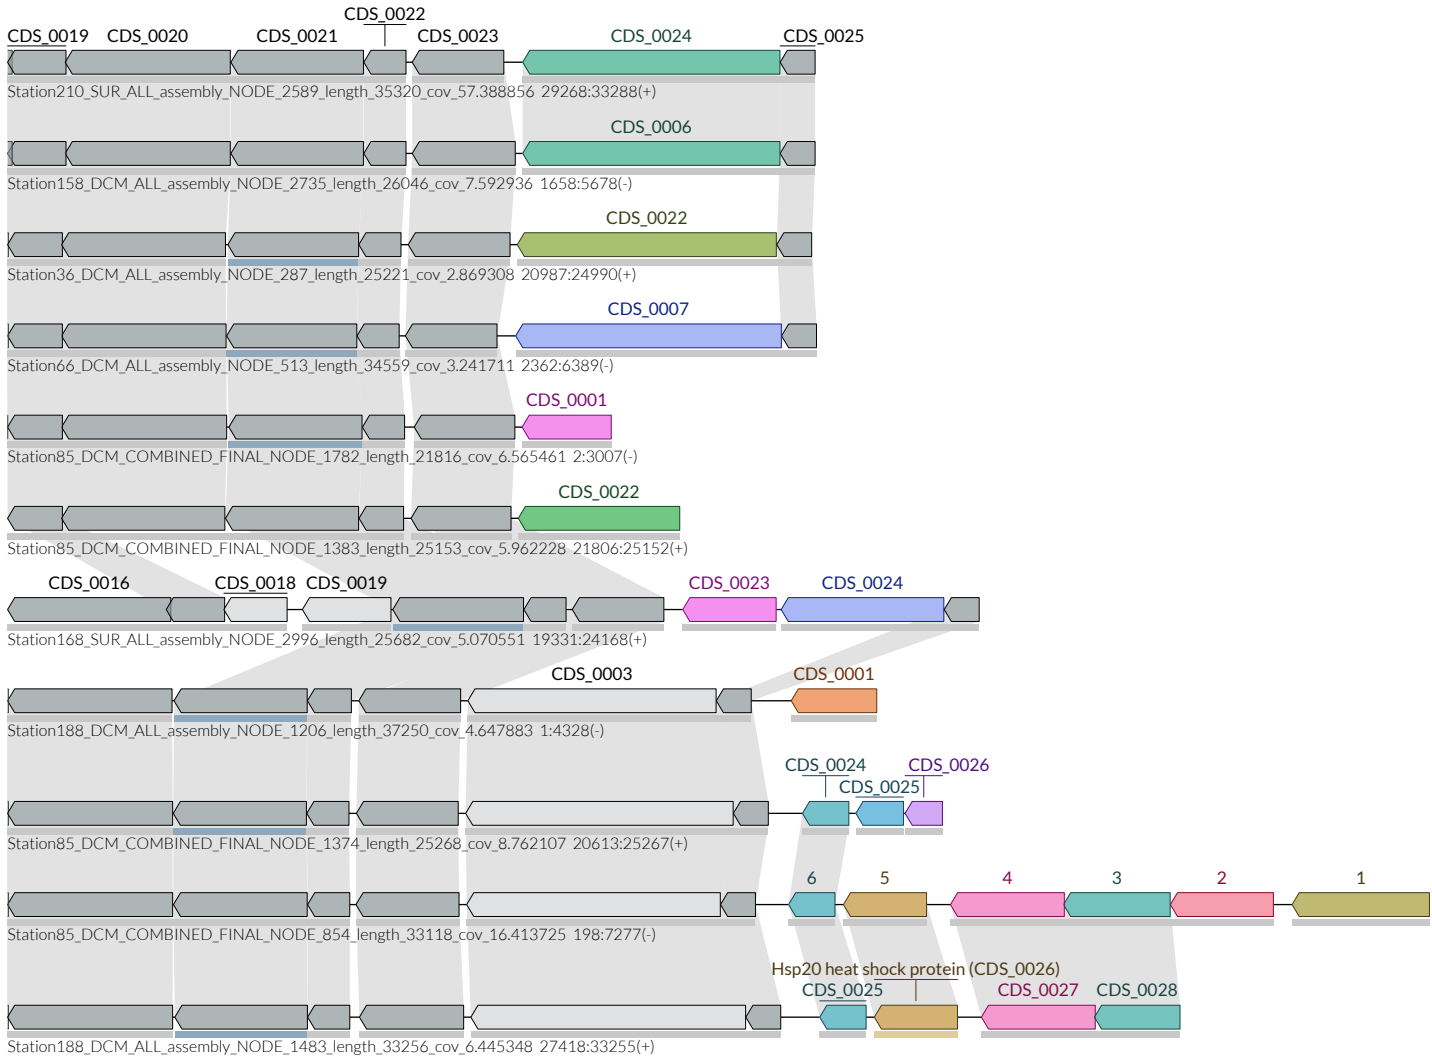 CDS_0022
CDS_0019 CDS_0020 CDS_0021 CDS_0023 CDS_0024 CDS_0025
Station210_SUR_ALL_assembly_NODE_2589_length_35320_cov_57.388856 29268:33288(+)
CDS_0006
Station158_DCM_ALL_assembly_NODE_2735_length_26046_cov_7.592936 1658:5678(-)
CDS_0022
Station36_DCM_ALL_assembly_NODE_287_length_25221_cov_2.869308 20987:24990(+)
CDS_0007
Station66_DCM_ALL_assembly_NODE_513_length_34559_cov_3.241711 2362:6389(-)
CDS_0001
Station85_DCM_COMBINED_FINAL_NODE_1782_length_21816_cov_6.565461 2:3007(-)
CDS_0022
Station85_DCM_COMBINED_FINAL_NODE_1383_length_25153_cov_5.962228 21806:25152(+)
CDS_0016 CDS_0018 CDS_0019 CDS_0023 CDS_0024
Station168_SUR_ALL_assembly_NODE_2996_length_25682_cov_5.070551 19331:24168(+)
CDS_0003 CDS_0001
Station188_DCM_ALL_assembly_NODE_1206_length_37250_cov_4.647883 1:4328(-)
CDS_0024 CDS_0026
CDS_0025
Station85_DCM_COMBINED_FINAL_NODE_1374_length_25268_cov_8.762107 20613:25267(+)
6 5 4 3 2 1
Station85_DCM_COMBINED_FINAL_NODE_854_length_33118_cov_16.413725 198:7277(-)
Hsp20 heat shock protein (CDS_0026)
CDS_0025 CDS_0027 CDS_0028
Station188_DCM_ALL_assembly_NODE_1483_length_33256_cov_6.445348 27418:33255(+)